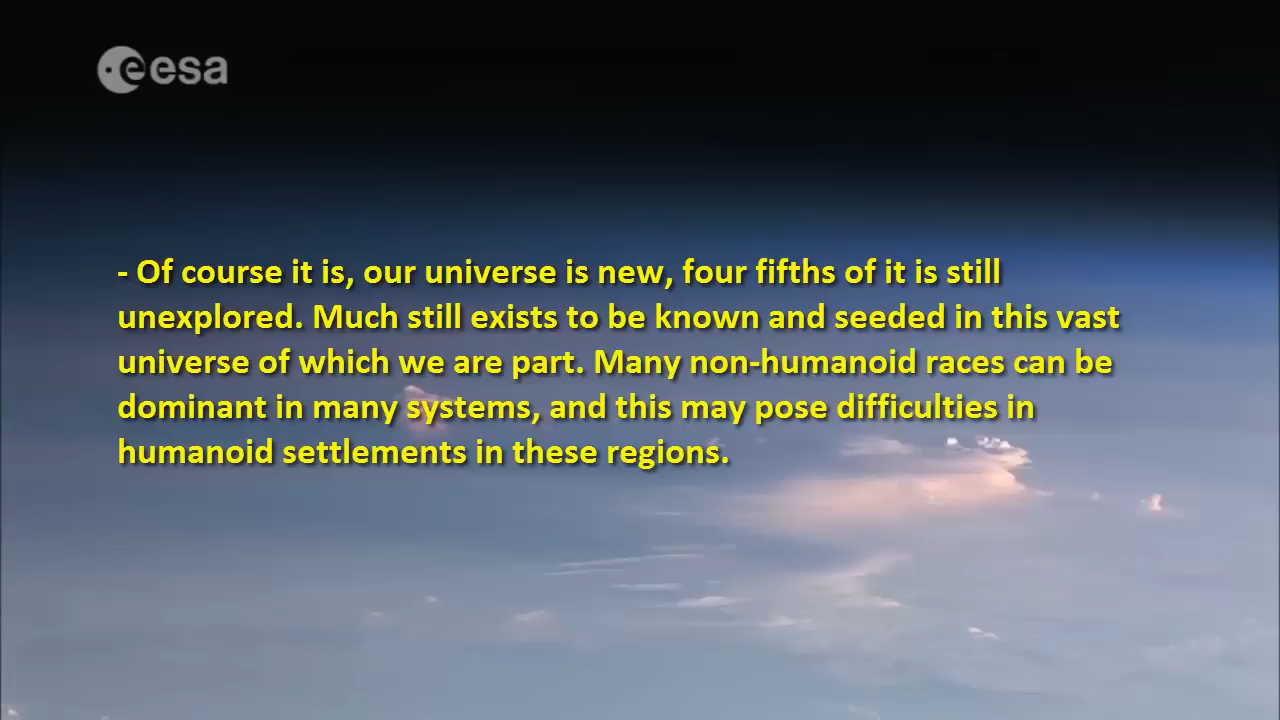 esa
- Of course it is, our universe is new, four fifths of it is still
unexplored. Much still exists to be known and seeded in this vast
universe of which we are part. Many non-humanoid races can be
dominant in many systems, and this may pose difficulties in
humanoid settlements in these regions.